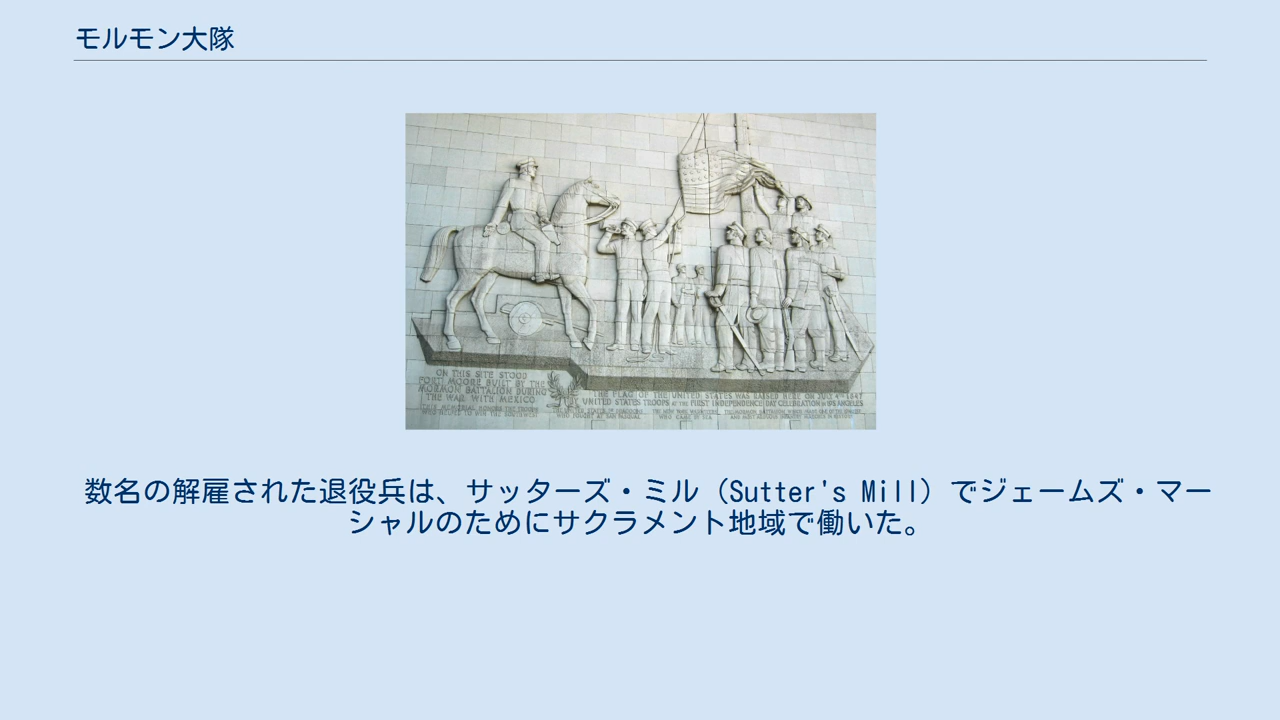 モルモン大隊
ON THIS SITE STOOD
FORT MOORE BUILT BY THE
MORMON BATTALION DURING
THE WAR WITH MEXICO
THE FLAG OF THE UNITED STATES WAS RAISED HERE ON JULY 4TH 1847
UNITED STATES TROOPS AT THE FIRST INDEPENDENCE DAY CELEBRATION IN LOS ANGELES
数名の解雇された退役兵は、サッターズ・ミル（Sutter's Mill）でジェームズ・マー
シャルのためにサクラメント地域で働いた。